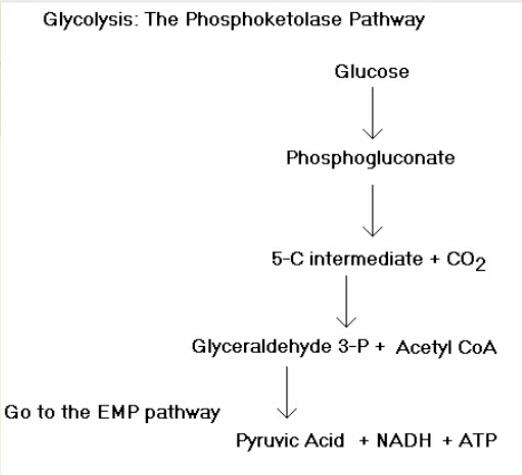 Glycolysis: The Phosphoketolase Pathway
Glucose
Phosphogluconate
5-C intermediate + CO2
Glyceraldehyde 3-P + Acetyl CoA
Go to the EMP pathway
Pyruvic Acid + NADH + ATP